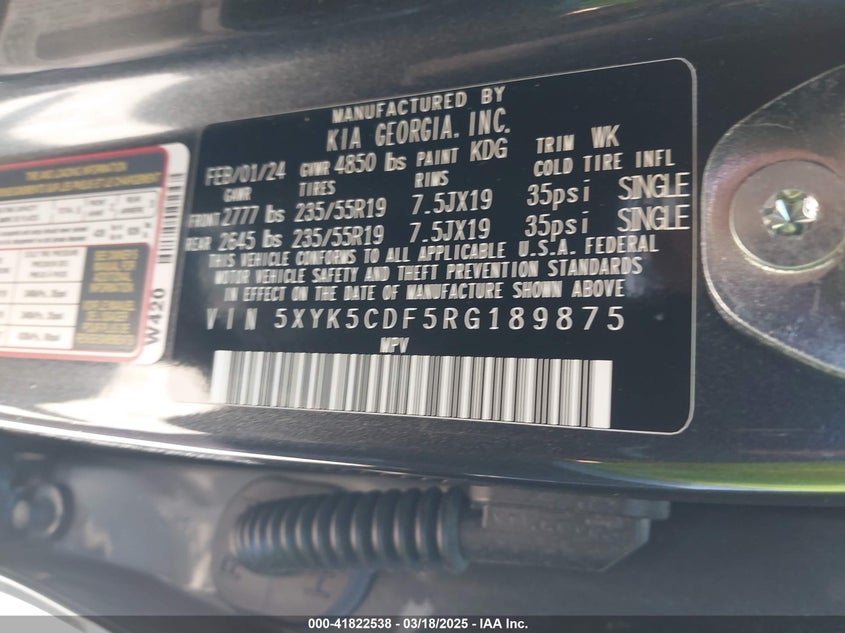 MANUFACTURED BY
KIA GEORGIA. INC.
FEB/01/24 GVWR 4850 lbs PAINT KDG TRIM WK
GAWR TIRES RIMS COLD TIRE INFL
FRONT 2777 lbs 235/55R19 7.5JX19 35psi SINGLE
REAR 2645 lbs 235/55R19 7.5JX19 35psi SINGLE
THIS VEHICLE CONFORMS TO ALL APPLICABLE U.S.A. FEDERAL
MOTOR VEHICLE SAFETY AND THEFT PREVENTION STANDARDS
IN EFFECT ON THE DATE OF MANUFACTURE SHOWN ABOVE
VIN 5XYK5CDF5RG189875
MPV
W420
000-41822538 - 03/18/2025 - IAA Inc.